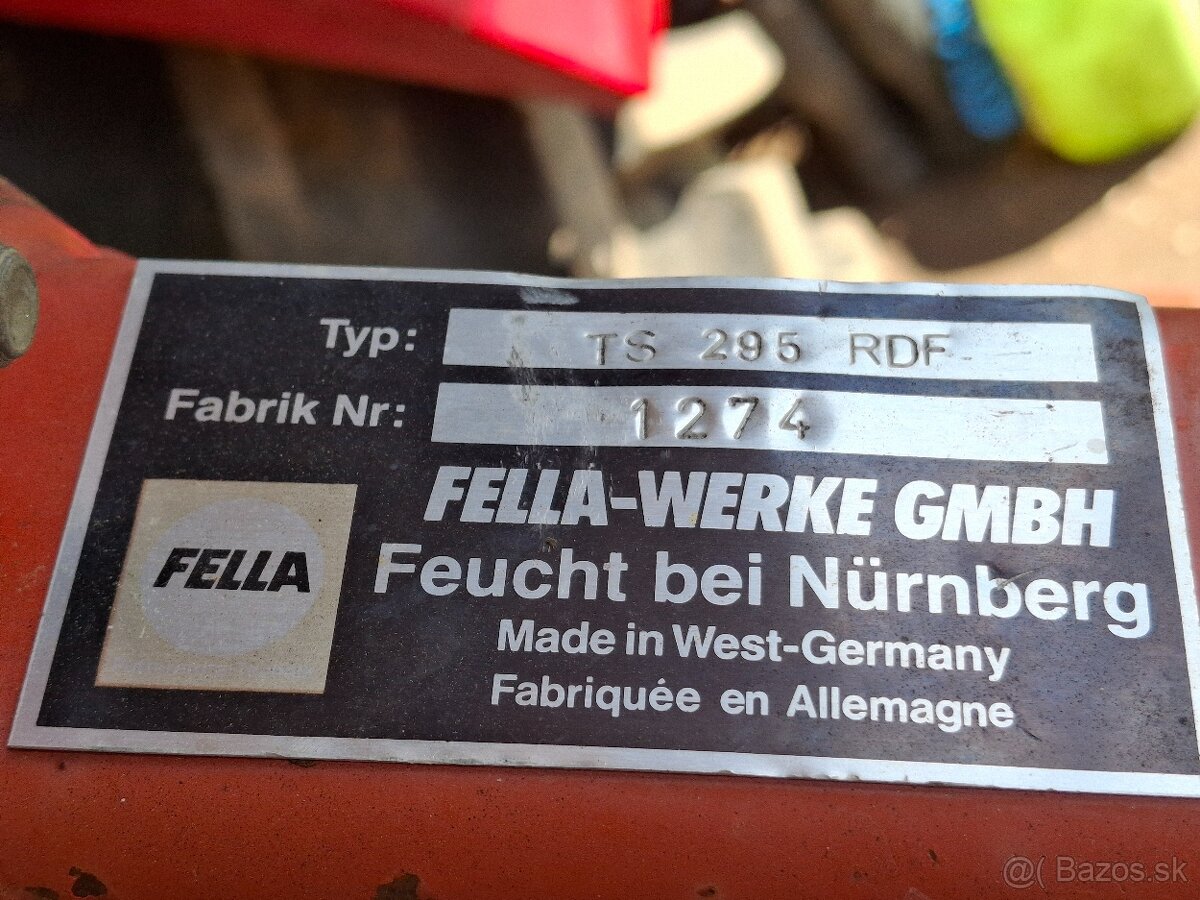 Typ: TS 295 RDF
Fabrik Nr: 1274
FELLA-WERKE GMBH
FELLA
Feucht bei Nürnberg
Made in West-Germany
Fabriquée en Allemagne
@( Bazos.sk